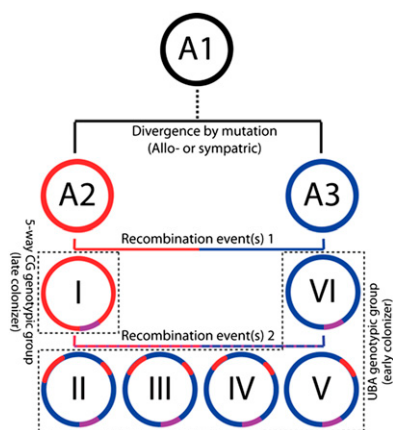 A1
Divergence by mutation
(Allo- or sympatric)
A2
A3
Recombination event(s) 1
5-way CG genotypic group
(late colonizer)
I
VI
UBA genotypic group
(early colonizer)
Recombination event(s) 2
II
III
IV
V